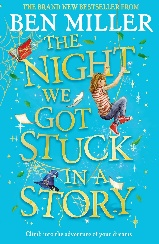 THE BRAND NEW BESTSELLER FROM
BEN MILLER
THE
NIGHT
WE
GOT
STUCK
IN A
STORY
Climb into the adventure of your dreams